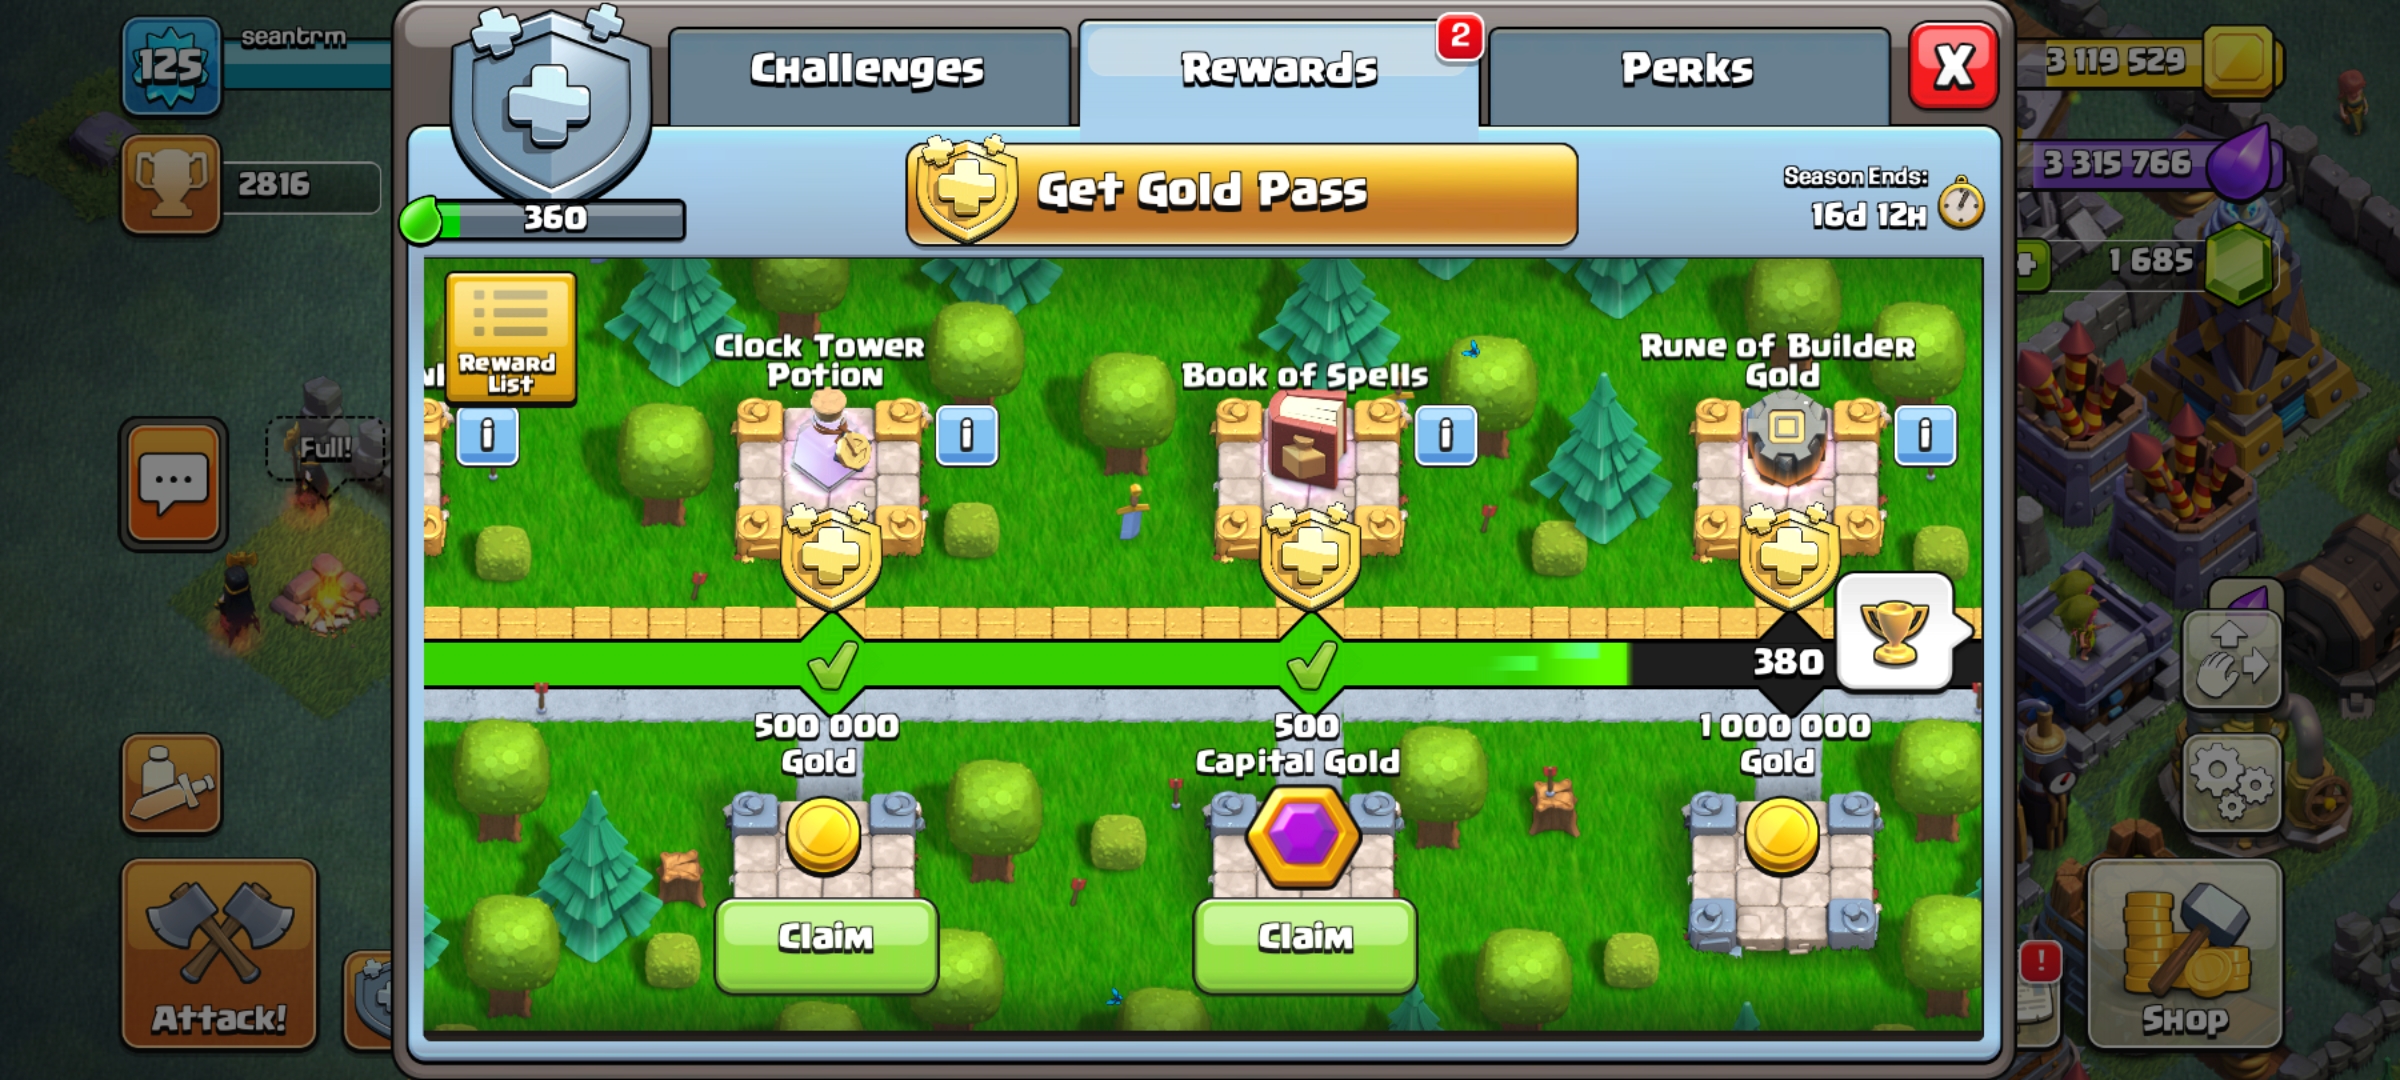 125
seantrm
2816
Challenges
Rewards
2
Perks
X
3 119 529
3 315 766
1 685
360
Get Gold Pass
Season Ends:
16d 12h
Reward
List
Clock Tower
Potion
Book of Spells
Rune of Builder
Gold
i
i
i
i
Full!
380
500 000
Gold
500
Capital Gold
1 000 000
Gold
Claim
Claim
Attack!
!
Shop